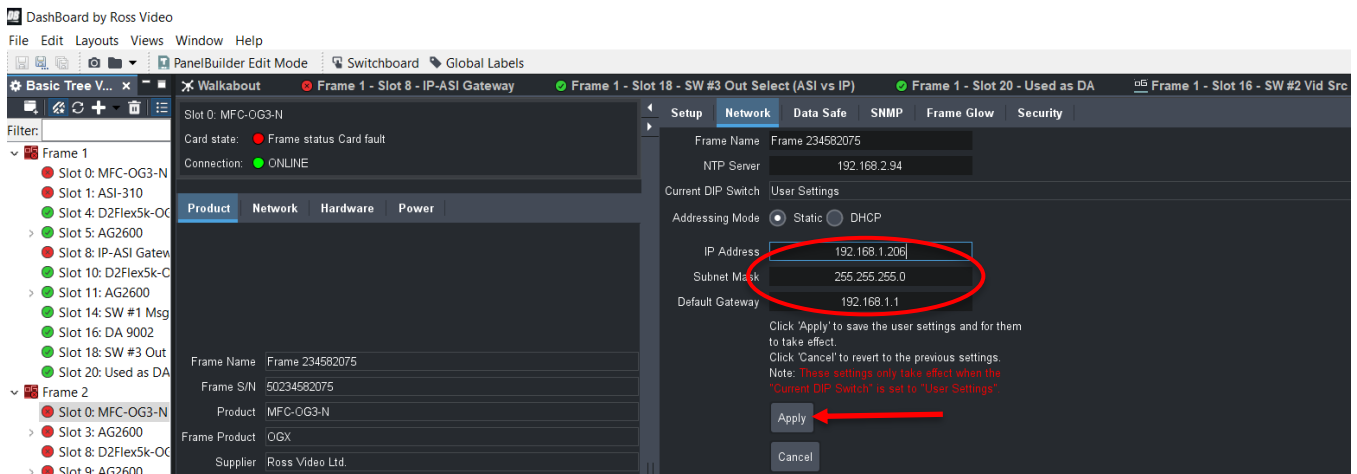 DashBoard by Ross Video
File Edit Layouts Views Window Help
PanelBuilder Edit Mode Switchboard Global Labels
Basic Tree V... x
Walkabout Frame 1 - Slot 8 - IP-ASI Gateway Frame 1 - Slot 18 - SW #3 Out Select (ASI vs IP) Frame 1 - Slot 20 - Used as DA Frame 1 - Slot 16 - SW #2 Vid Src
Filter:
Frame 1
Slot 0: MFC-OG3-N
Slot 1: ASI-310
Slot 4: D2Flex5k-OG
Slot 5: AG2600
Slot 8: IP-ASI Gatew
Slot 10: D2Flex5k-O
Slot 11: AG2600
Slot 14: SW #1 Msg
Slot 16: DA 9002
Slot 18: SW #3 Out
Slot 20: Used as DA
Frame 2
Slot 0: MFC-OG3-N
Slot 3: AG2600
Slot 8: D2Flex5k-OG
Slot 9: AG2600
Slot 0: MFC-OG3-N
Card state: Frame status Card fault
Connection: ONLINE
Product Network Hardware Power
Frame Name Frame 234582075
Frame S/N 50234582075
Product MFC-OG3-N
Frame Product OGX
Supplier Ross Video Ltd.
Setup Network Data Safe SNMP Frame Glow Security
Frame Name Frame 234582075
NTP Server 192.168.2.94
Current DIP Switch User Settings
Addressing Mode Static DHCP
IP Address 192.168.1.206
Subnet Mask 255.255.255.0
Default Gateway 192.168.1.1
Click 'Apply' to save the user settings and for them
to take effect.
Click 'Cancel' to revert to the previous settings.
Note: These settings only take effect when the
"Current DIP Switch" is set to "User Settings".
Apply
Cancel